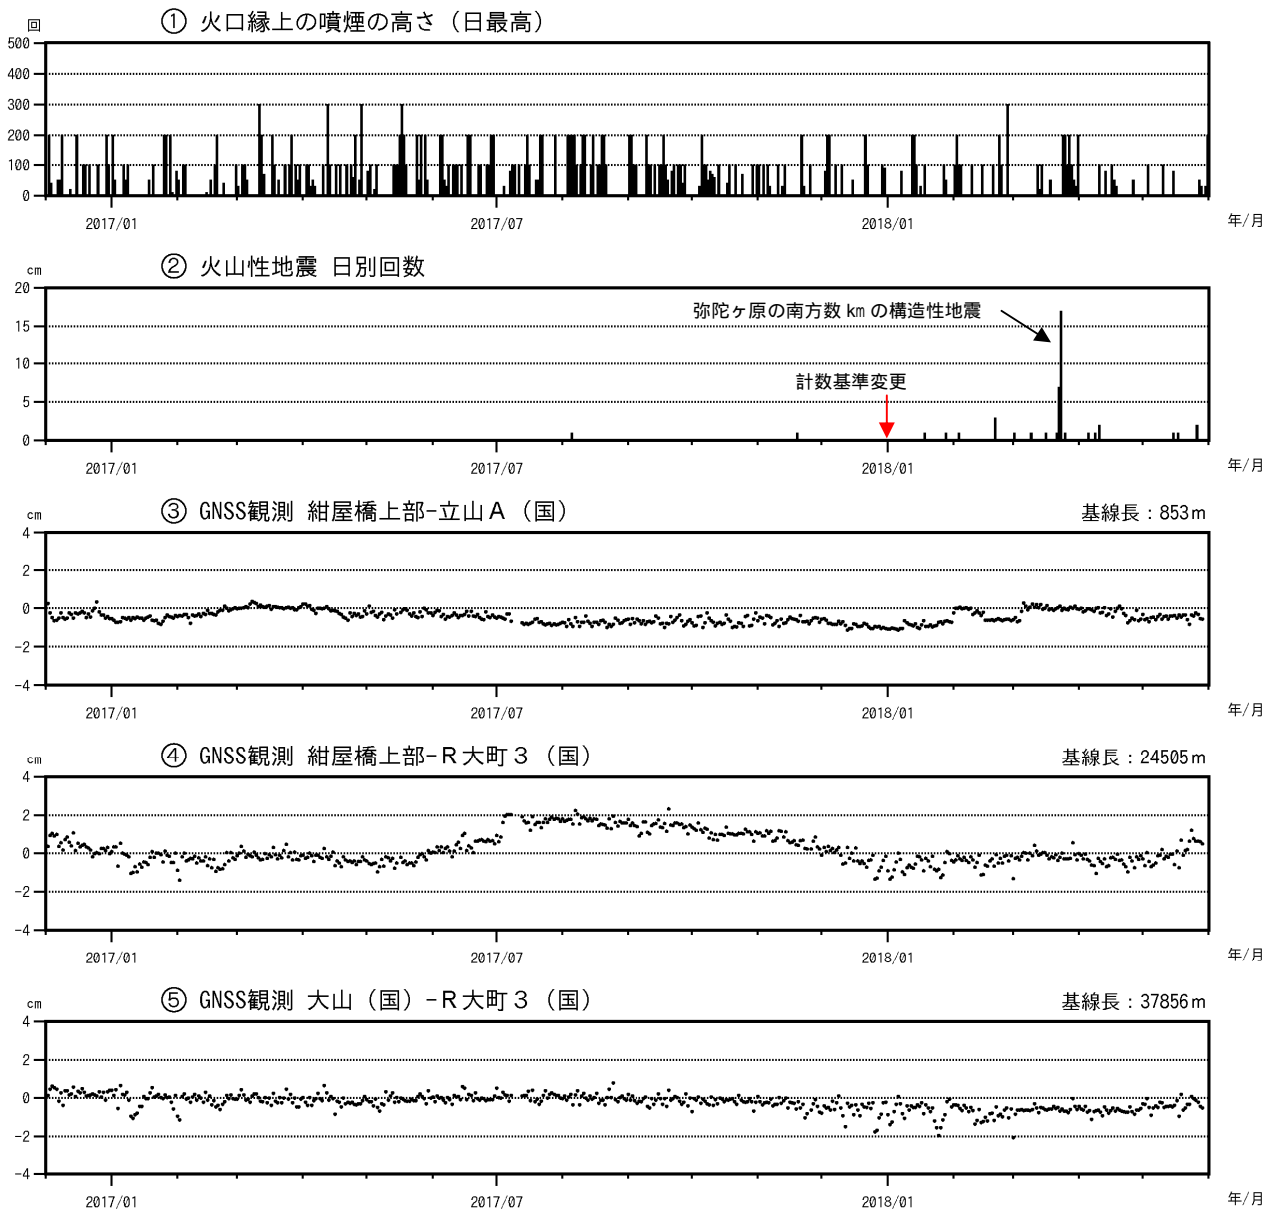 回 ① 火口縁上の噴煙の高さ（日最高）
500
400
300
200
100
0
2017/01 2017/07 2018/01 年/月
cm ② 火山性地震 日別回数
20
15
10
5
0
弥陀ヶ原の南方数 km の構造性地震
計数基準変更
2017/01 2017/07 2018/01 年/月
cm ③ GNSS観測 紺屋橋上部-立山Ａ（国） 基線長：853m
4
2
0
-2
-4
2017/01 2017/07 2018/01 年/月
cm ④ GNSS観測 紺屋橋上部-Ｒ大町３（国） 基線長：24505m
4
2
0
-2
-4
2017/01 2017/07 2018/01 年/月
cm ⑤ GNSS観測 大山（国）-Ｒ大町３（国） 基線長：37856m
4
2
0
-2
-4
2017/01 2017/07 2018/01 年/月